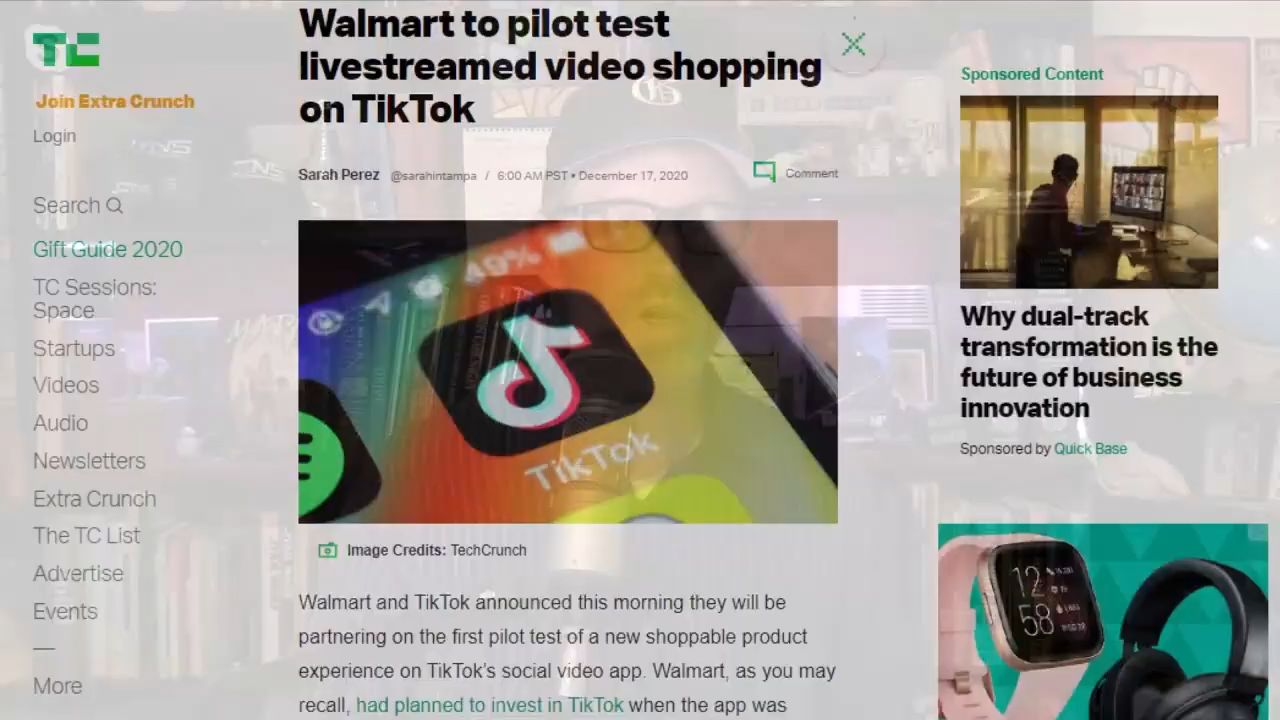 Walmart to pilot test
livestreamed video shopping
on TikTok
TC
Join Extra Crunch
Login
Search
Gift Guide 2020
TC Sessions:
Space
Startups
Videos
Audio
Newsletters
Extra Crunch
The TC List
Advertise
Events
More
Sarah Perez @sarahintampa / 6:00 AM PST • December 17, 2020
Comment
49%
TikTok
Image Credits: TechCrunch
Walmart and TikTok announced this morning they will be
partnering on the first pilot test of a new shoppable product
experience on TikTok's social video app. Walmart, as you may
recall, had planned to invest in TikTok when the app was
Sponsored Content
Why dual-track
transformation is the
future of business
innovation
Sponsored by Quick Base
12
58